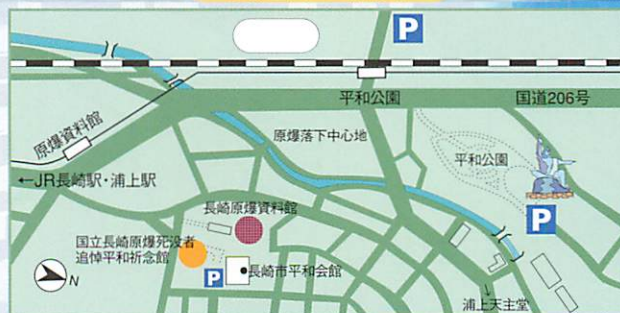 P
平和公園
国道206号
原爆資料館
原爆落下中心地
平和公園
←JR長崎駅・浦上駅
長崎原爆資料館
P
国立長崎原爆死没者
追悼平和祈念館
P
長崎市平和会館
N
浦上天主堂